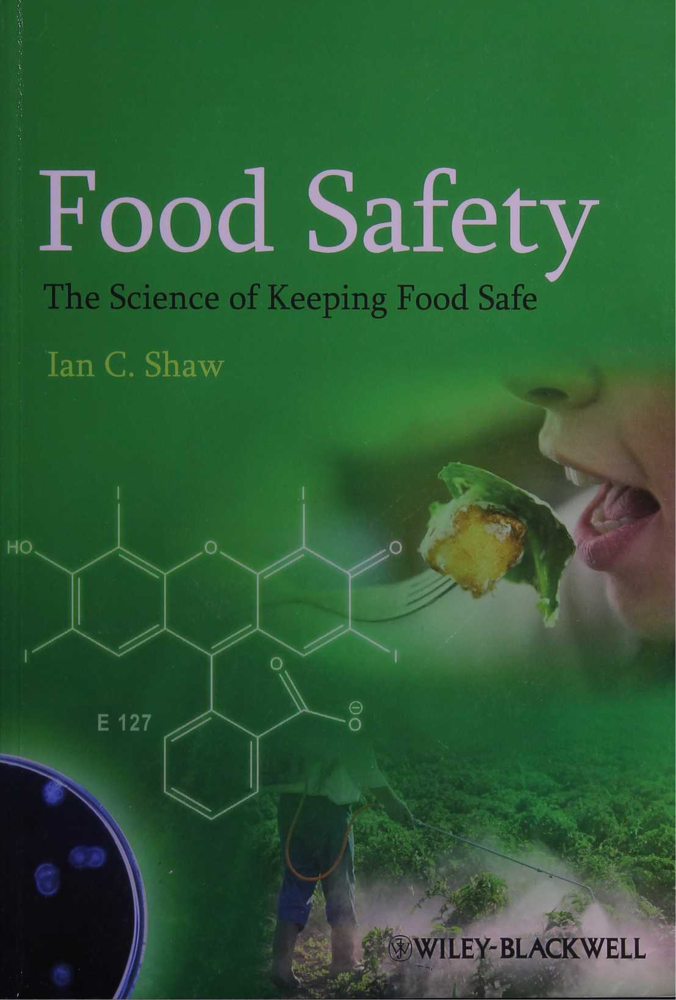 Food Safety
The Science of Keeping Food Safe
Ian C. Shaw
I
I
HO
O
O
I
I
O
O
E 127
WILEY-BLACKWELL